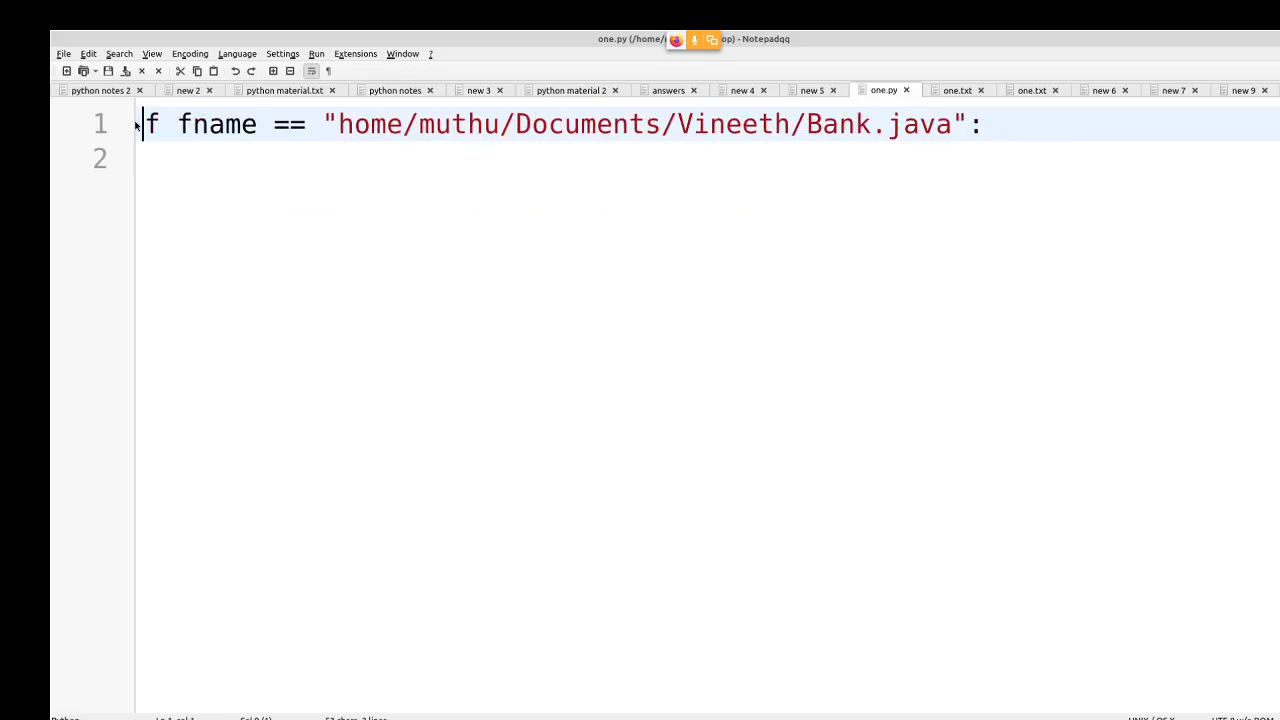 one.py (/home/ op) - Notepadqq
File Edit Search View Encoding Language Settings Run Extensions Window ?
python notes 2 new 2 python material.txt python notes new 3 python material 2 answers new 4 new 5 one.py one.txt one.txt new 6 new 7 new 9
1 f fname == "home/muthu/Documents/Vineeth/Bank.java":
2